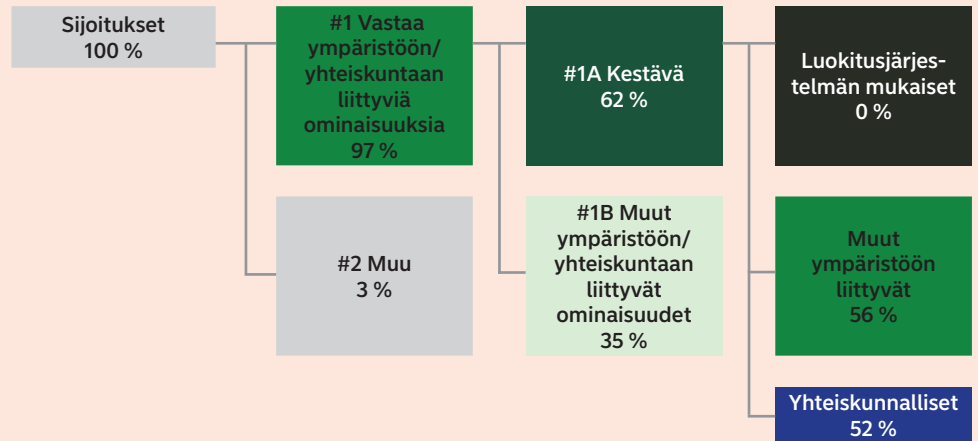 Sijoitukset
100 %
#1 Vastaa
ympäristöön/
yhteiskuntaan
liittyviä
ominaisuuksia
97 %
#2 Muu
3 %
#1A Kestävä
62 %
#1B Muut
ympäristöön/
yhteiskuntaan
liittyvät
ominaisuudet
35 %
Luokitusjärjes-
telmän mukaiset
0 %
Muut
ympäristöön
liittyvät
56 %
Yhteiskunnalliset
52 %